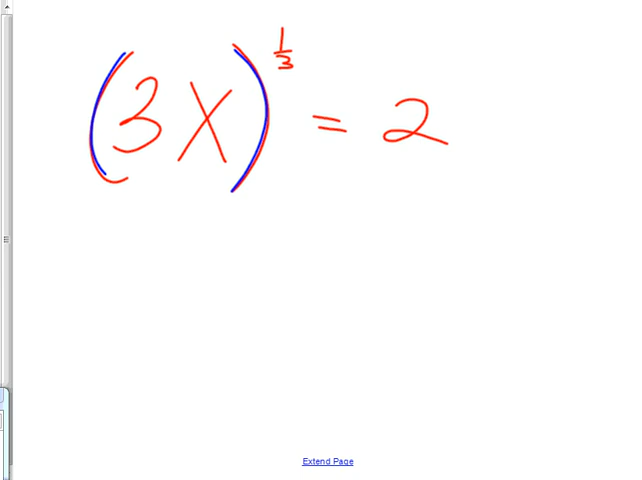 (3X)^{1/3} = 2
Extend Page